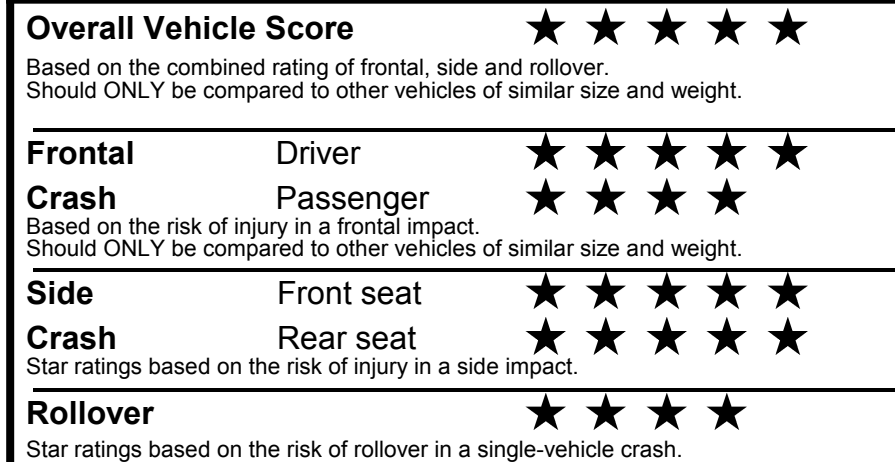 Overall Vehicle Score ★ ★ ★ ★ ★
Based on the combined rating of frontal, side and rollover.
Should ONLY be compared to other vehicles of similar size and weight.
Frontal Driver ★ ★ ★ ★ ★
Crash Passenger ★ ★ ★ ★
Based on the risk of injury in a frontal impact.
Should ONLY be compared to other vehicles of similar size and weight.
Side Front seat ★ ★ ★ ★ ★
Crash Rear seat ★ ★ ★ ★ ★
Star ratings based on the risk of injury in a side impact.
Rollover ★ ★ ★ ★
Star ratings based on the risk of rollover in a single-vehicle crash.